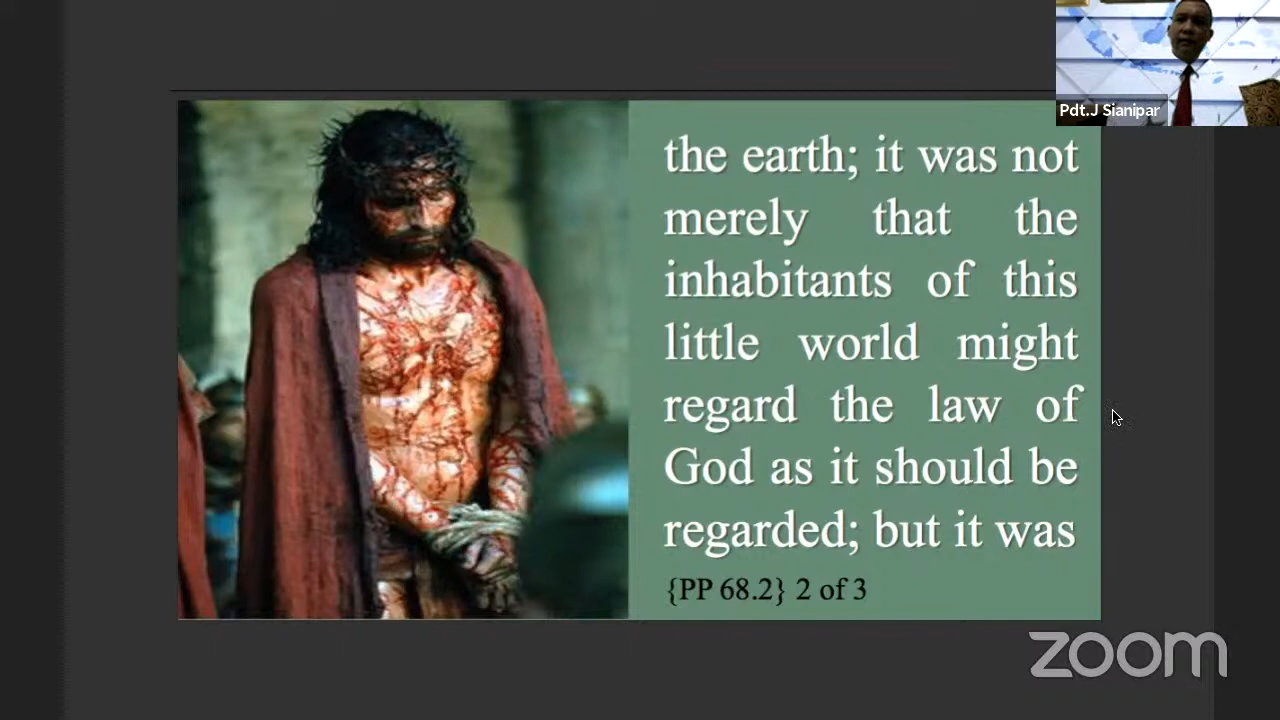 Pdt.J Sianipar
the earth; it was not
merely that the
inhabitants of this
little world might
regard the law of
God as it should be
regarded; but it was
{PP 68.2} 2 of 3
zoom